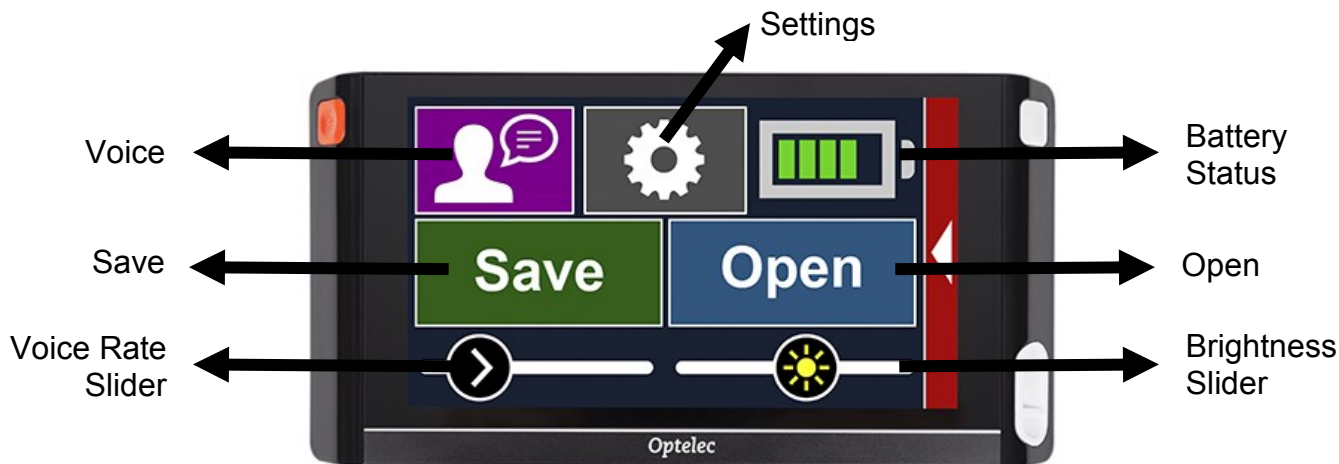 Settings
Voice
Battery
Status
Save
Save
Open
Open
Voice Rate
Slider
Brightness
Slider
Optelec